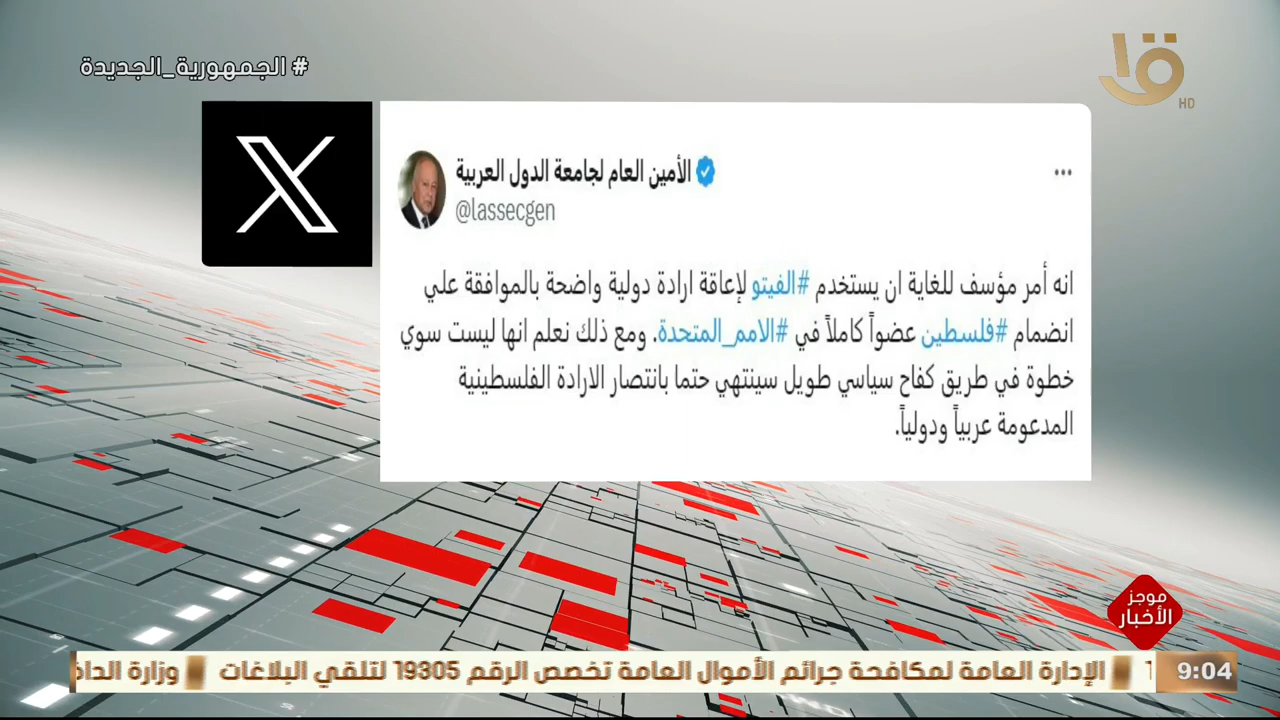 # الجمهورية_الجديدة
HD
الأمين العام لجامعة الدول العربية
@lassecgen
انه أمر مؤسف للغاية ان يستخدم #الفيتو لإعاقة ارادة دولية واضحة بالموافقة علي
انضمام #فلسطين عضواً كاملاً في #الامم_المتحدة. ومع ذلك نعلم انها ليست سوي
خطوة في طريق كفاح سياسي طويل سينتهي حتما بانتصار الارادة الفلسطينية
المدعومة عربياً ودولياً.
موجز
الأخبار
الإدارة العامة لمكافحة جرائم الأموال العامة تخصص الرقم 19305 لتلقي البلاغات وزارة
9:04